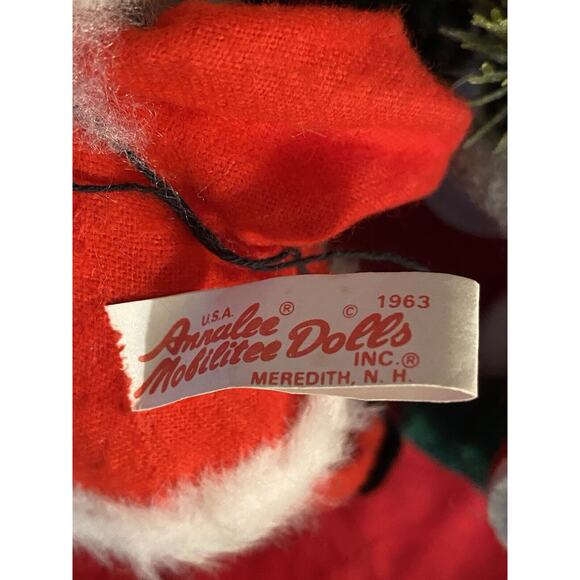 U.S.A. ® © 1963
Annalee
Mobilitee Dolls
INC.®
MEREDITH, N. H.